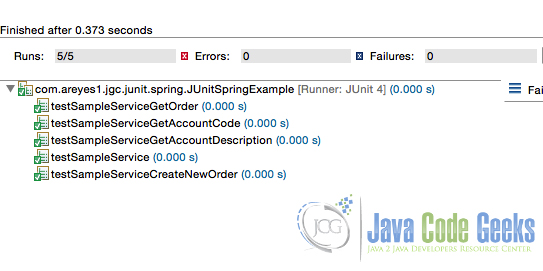 Finished after 0.373 seconds
Runs: 5/5 Errors: 0 Failures: 0
com.areyes1.jgc.junit.spring.JUnitSpringExample [Runner: JUnit 4] (0.000 s)
Fai
testSampleServiceGetOrder (0.000 s)
testSampleServiceGetAccountCode (0.000 s)
testSampleServiceGetAccountDescription (0.000 s)
testSampleService (0.000 s)
testSampleServiceCreateNewOrder (0.000 s)
JCG Java Code Geeks
JAVA 2 JAVA DEVELOPERS RESOURCE CENTER